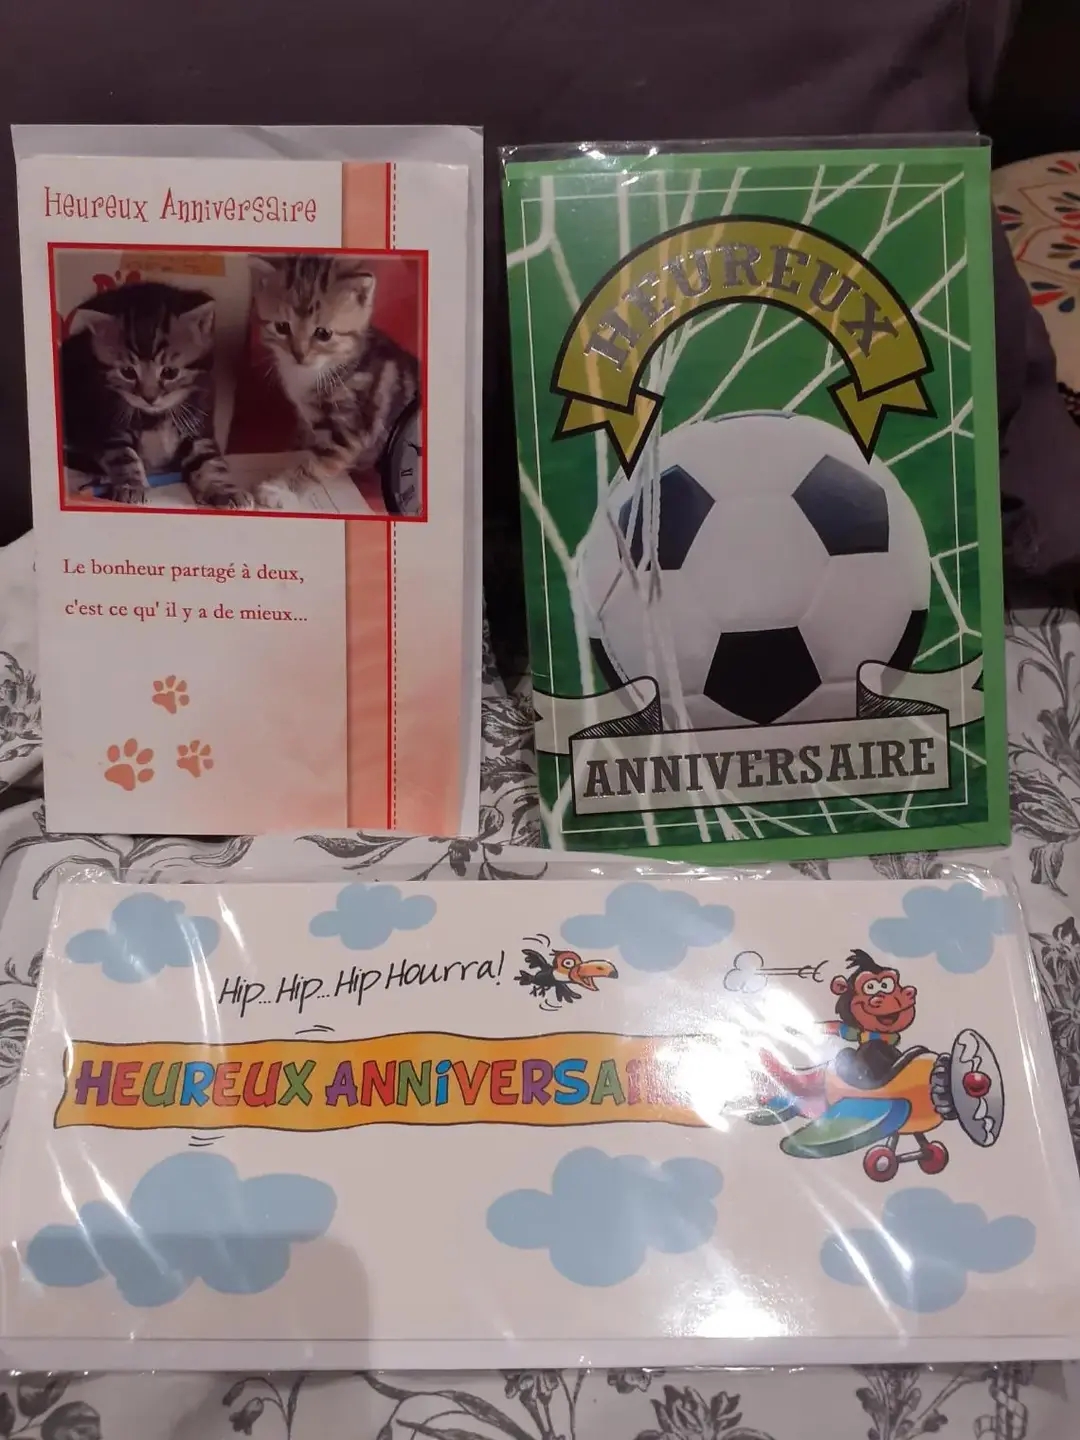 Heureux Anniversaire
Le bonheur partagé à deux,
c'est ce qu' il y a de mieux...
HEUREUX
ANNIVERSAIRE
Hip... Hip... Hip Hourra!
HEUREUX ANNiVERSAi